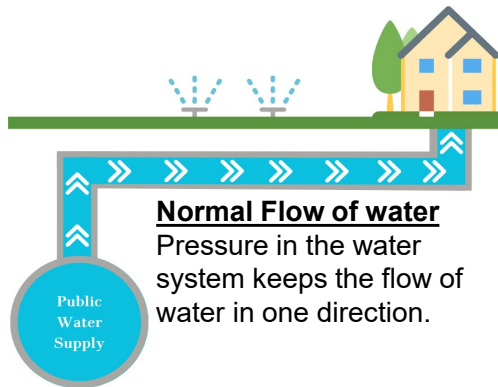 Normal Flow of water
Pressure in the water
system keeps the flow of
water in one direction.
Public
Water
Supply